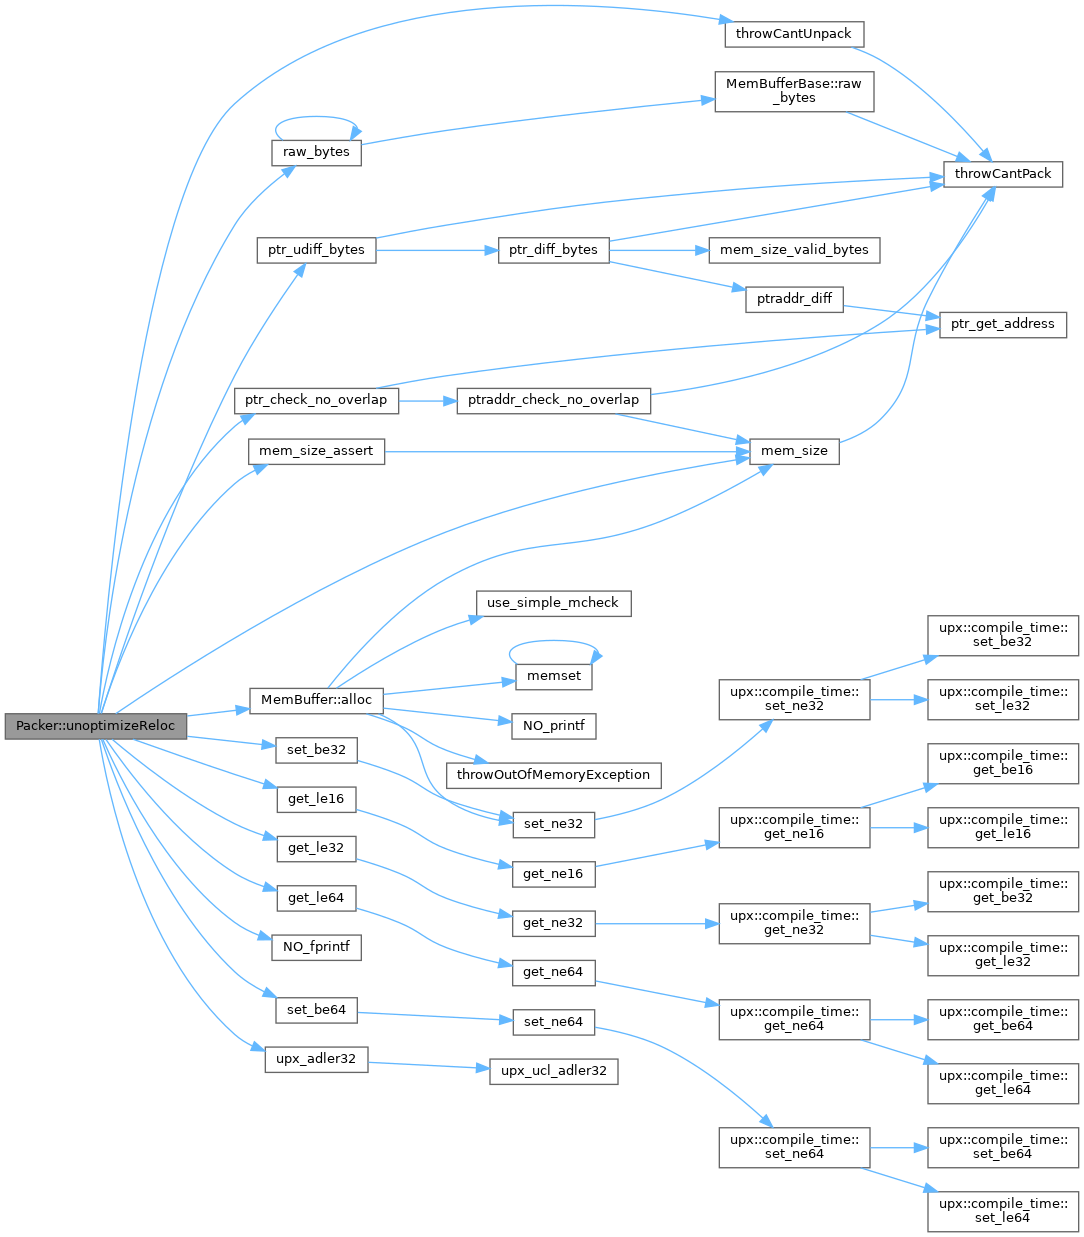 throwCantUnpack
MemBufferBase::raw
_bytes
raw_bytes
throwCantPack
ptr_udiff_bytes
ptr_diff_bytes
mem_size_valid_bytes
ptraddr_diff
ptr_get_address
ptr_check_no_overlap
ptraddr_check_no_overlap
mem_size_assert
mem_size
use_simple_mcheck
upx::compile_time::
set_be32
memset
MemBuffer::alloc
upx::compile_time::
set_ne32
upx::compile_time::
set_le32
Packer::unoptimizeReloc
NO_printf
set_be32
throwOutOfMemoryException
upx::compile_time::
get_be16
get_le16
set_ne32
upx::compile_time::
get_ne16
upx::compile_time::
get_le16
get_le32
get_ne16
upx::compile_time::
get_be32
get_le64
get_ne32
upx::compile_time::
get_ne32
NO_fprintf
upx::compile_time::
get_le32
get_ne64
set_be64
set_ne64
upx::compile_time::
get_ne64
upx::compile_time::
get_be64
upx_adler32
upx_ucl_adler32
upx::compile_time::
get_le64
upx::compile_time::
set_ne64
upx::compile_time::
set_be64
upx::compile_time::
set_le64